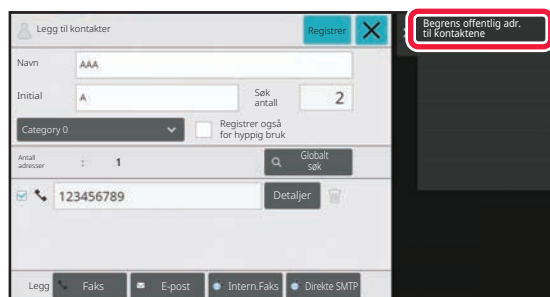 Legg til kontakter
Registrer
Begrens offentlig adr.
til kontaktene
Navn
AAA
Initial
A
Søk
antall
2
Category 0
Registrer også
for hyppig bruk
Antall
adresser
:
1
Globalt
søk
123456789
Detaljer
Legg
Faks
E-post
Intern.Faks
Direkte SMTP